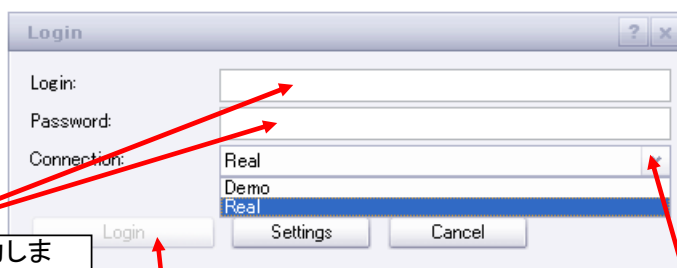 Login
Login:
Password:
Connection:
Real
Demo
Real
Login
Settings
Cancel
しま